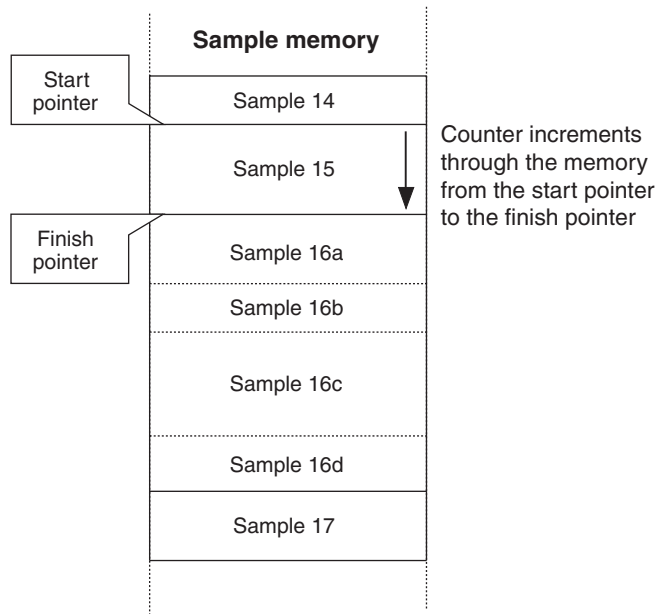 Sample memory
Start
pointer
Sample 14
Sample 15
Counter increments
through the memory
from the start pointer
to the finish pointer
Finish
pointer
Sample 16a
Sample 16b
Sample 16c
Sample 16d
Sample 17